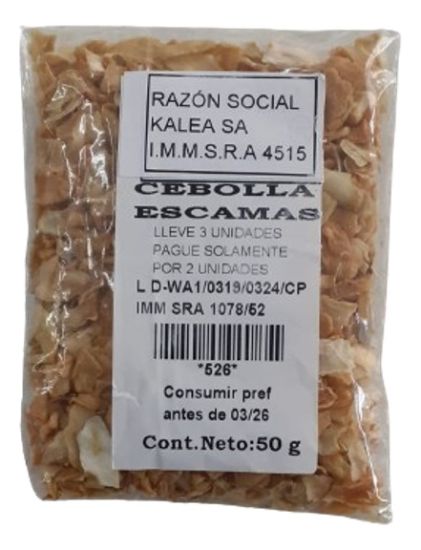 RAZÓN SOCIAL
KALEA SA
I.M.M.S.R.A 4515
CEBOLLA
ESCAMAS
LLEVE 3 UNIDADES
PAGUE SOLAMENTE
POR 2 UNIDADES
L D-WA1/0319/0324/CP
IMM SRA 1078/52
*526*
Consumir pref
antes de 03/26
Cont.Neto:50 g